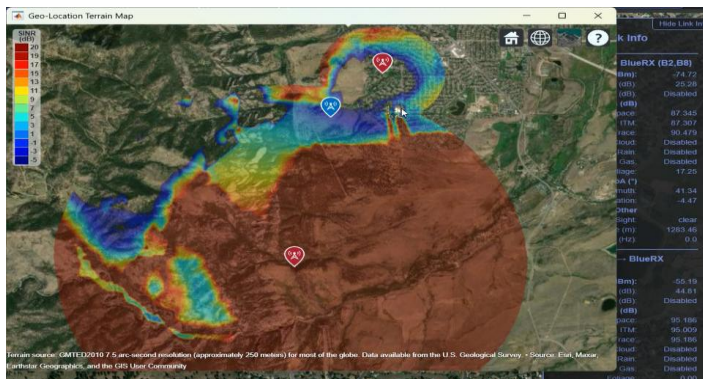 Geo-Location Terrain Map
Hide Link
k Info
SINR
(dB)
20
19
17
15
13
11
9
7
5
3
1
-1
-3
-5
?
BlueRX (B2,B8)
Bm): -74.72
(dB): 25.28
(dB): Disabled
(dB)
pace: 87.345
ITM: 87.307
race: 90.479
loud: Disabled
Rain: Disabled
Gas: Disabled
liage: 17.25
oA (°)
muth: 41.34
ation: -4.47
Other
Sight: clear
e (m): 1283.46
(Hz): 0.0
→ BlueRX
Bm): -55.19
(dB): 44.81
(dB): Disabled
(dB)
pace: 95.186
ITM: 95.009
race: 95.186
loud: Disabled
Rain: Disabled
Gas: Disabled
Foliage: 0.00
Terrain source: GMTED2010 7.5 arc-second resolution (approximately 250 meters) for most of the globe. Data available from the U.S. Geological Survey. • Source: Esri, Maxar,
Earthstar Geographics, and the GIS User Community